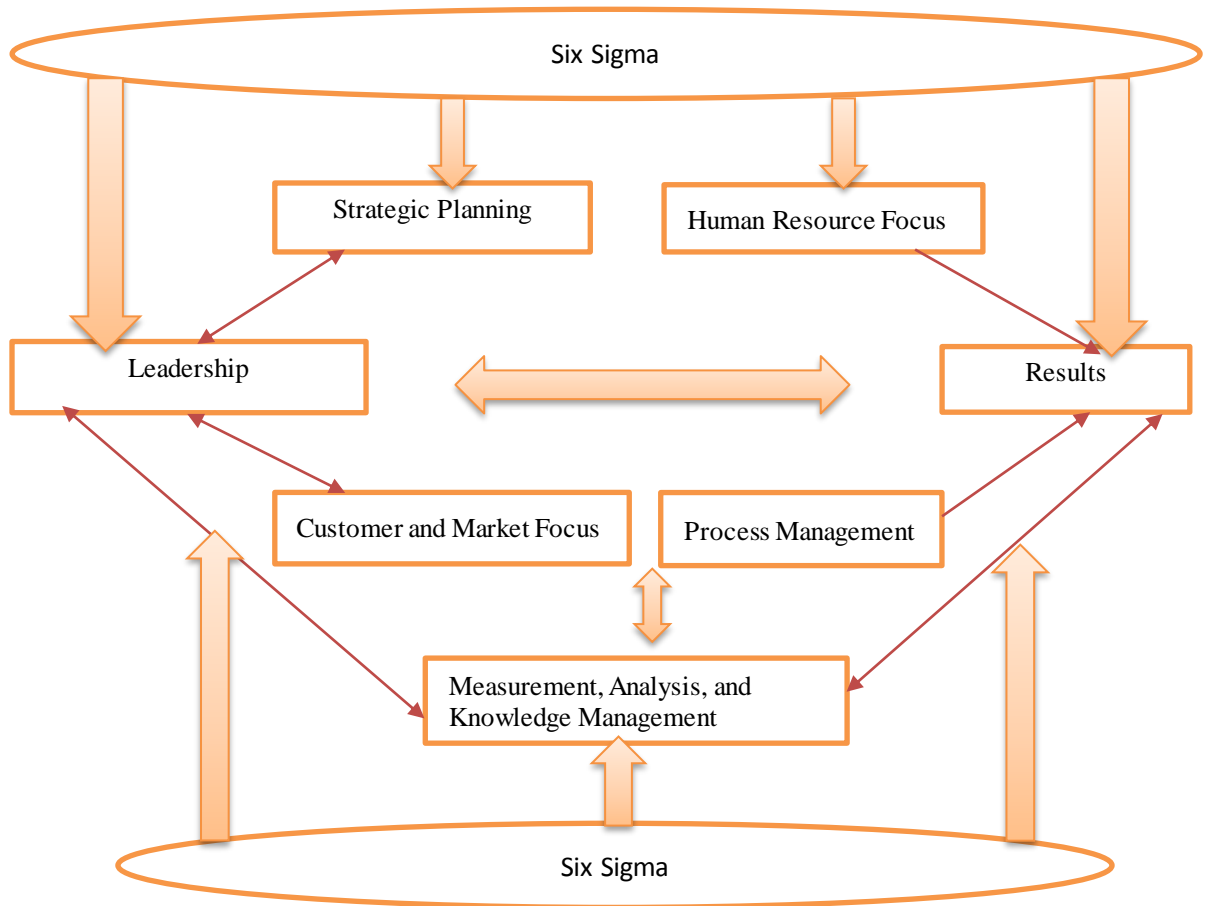 Six Sigma
Strategic Planning
Human Resource Focus
Leadership
Results
Customer and Market Focus
Process Management
Measurement, Analysis, and
Knowledge Management
Six Sigma